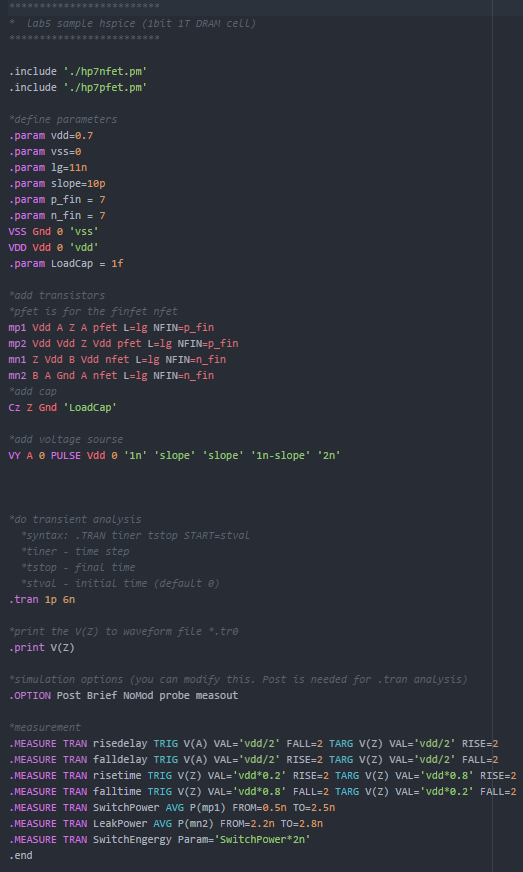 *************************
*  lab5 sample hspice (1bit 1T DRAM cell)
*************************
.include './hp7nfet.pm'
.include './hp7pfet.pm'
*define parameters
.param vdd=0.7
.param vss=0
.param lg=11n
.param slope=10p
.param p_fin = 7
.param n_fin = 7
VSS Gnd 0 'vss'
VDD Vdd 0 'vdd'
.param LoadCap = 1f
*add transistors
*pfet is for the finfet nfet
mp1 Vdd A Z A pfet L=lg NFIN=p_fin
mp2 Vdd Vdd Z Vdd pfet L=lg NFIN=p_fin
mn1 Z Vdd B Vdd nfet L=lg NFIN=n_fin
mn2 B A Gnd A nfet L=lg NFIN=n_fin
*add cap
Cz Z Gnd 'LoadCap'
*add voltage sourse
VY A 0 PULSE Vdd 0 '1n' 'slope' 'slope' '1n-slope' '2n'
*do transient analysis
*syntax: .TRAN tiner tstop START=stval
*tiner - time step
*tstop - final time
*stval - initial time (default 0)
.tran 1p 6n
*print the V(Z) to waveform file *.tr0
.print V(Z)
*simulation options (you can modify this. Post is needed for .tran analysis)
.OPTION Post Brief NoMod probe measout
*measurement
.MEASURE TRAN risedelay TRIG V(A) VAL='vdd/2' FALL=2 TARG V(Z) VAL='vdd/2' RISE=2
.MEASURE TRAN falldelay TRIG V(A) VAL='vdd/2' RISE=2 TARG V(Z) VAL='vdd/2' FALL=2
.MEASURE TRAN risetime TRIG V(Z) VAL='vdd*0.2' RISE=2 TARG V(Z) VAL='vdd*0.8' RISE=2
.MEASURE TRAN falltime TRIG V(Z) VAL='vdd*0.8' FALL=2 TARG V(Z) VAL='vdd*0.2' FALL=2
.MEASURE TRAN SwitchPower AVG P(mp1) FROM=0.5n TO=2.5n
.MEASURE TRAN LeakPower AVG P(mn2) FROM=2.2n TO=2.8n
.MEASURE TRAN SwitchEngergy Param='SwitchPower*2n'
.end